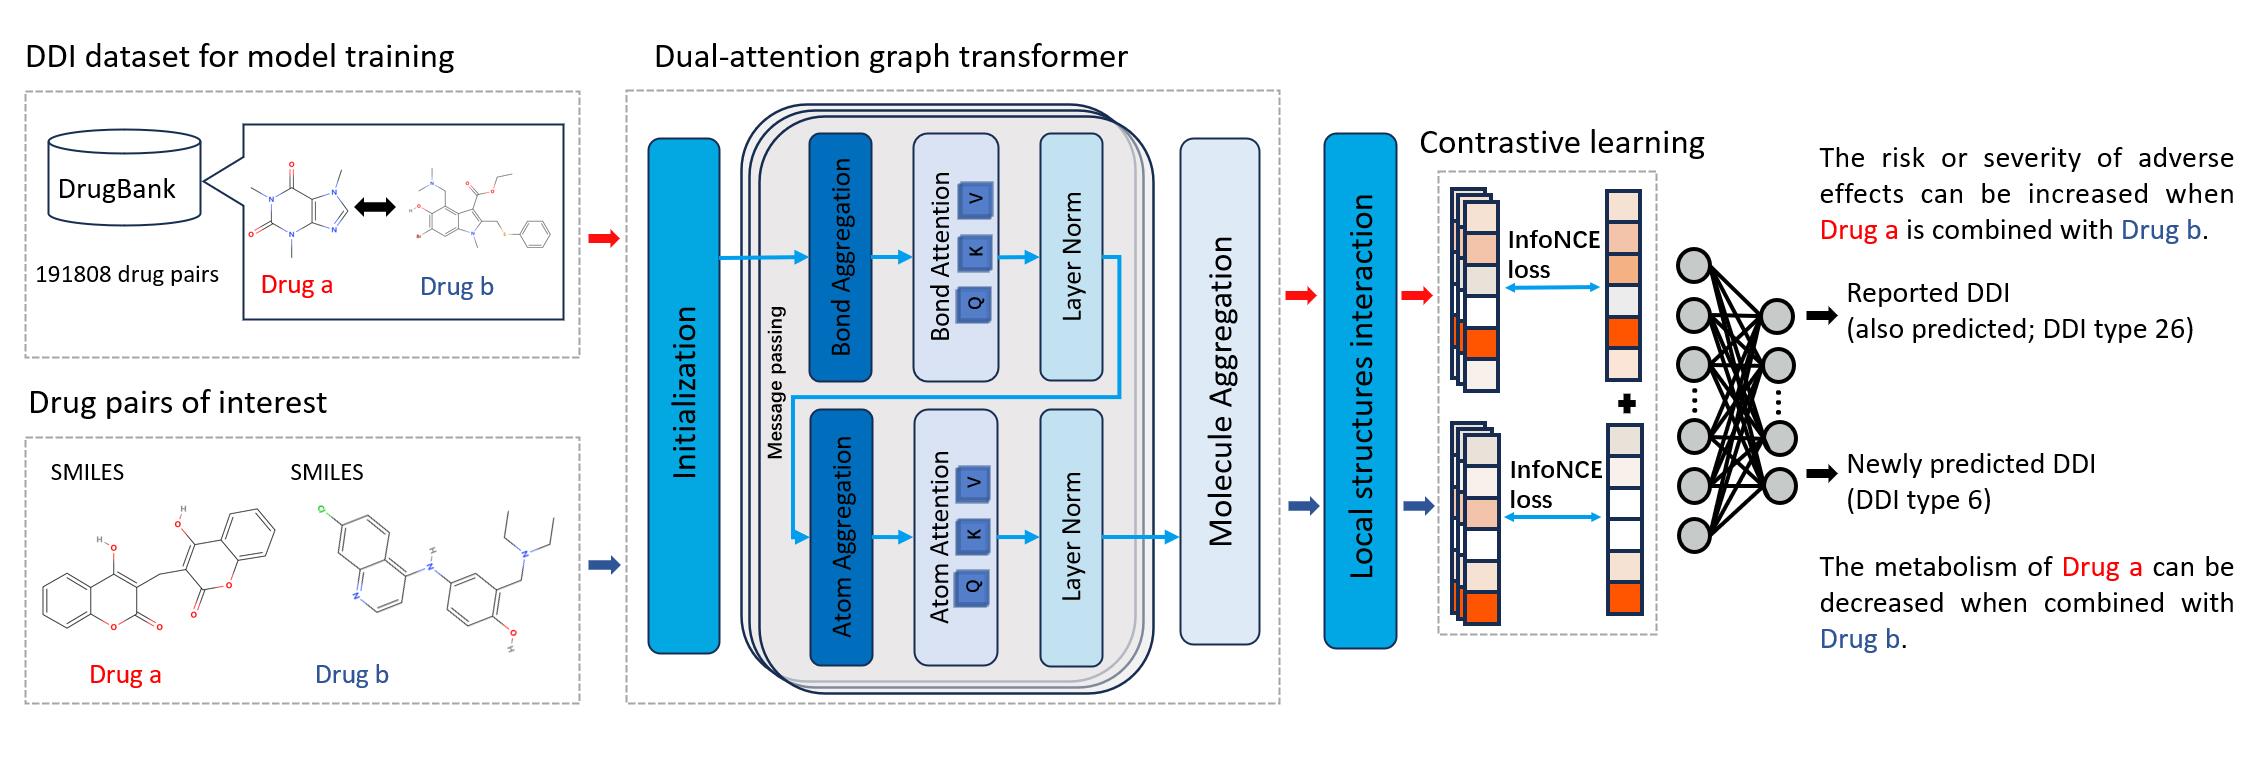 DDI dataset for model training
DrugBank
191808 drug pairs
Drug a
Drug b
Drug pairs of interest
SMILES
SMILES
Drug a
Drug b
Dual-attention graph transformer
Initialization
Message passing
Bond Aggregation
Bond Attention
V
K
Q
Layer Norm
Atom Aggregation
Atom Attention
V
K
Q
Layer Norm
Molecule Aggregation
Local structures interaction
Contrastive learning
InfoNCE
loss
InfoNCE
loss
The risk or severity of adverse
effects can be increased when
Drug a is combined with Drug b.
Reported DDI
(also predicted; DDI type 26)
Newly predicted DDI
(DDI type 6)
The metabolism of Drug a can be
decreased when combined with
Drug b.